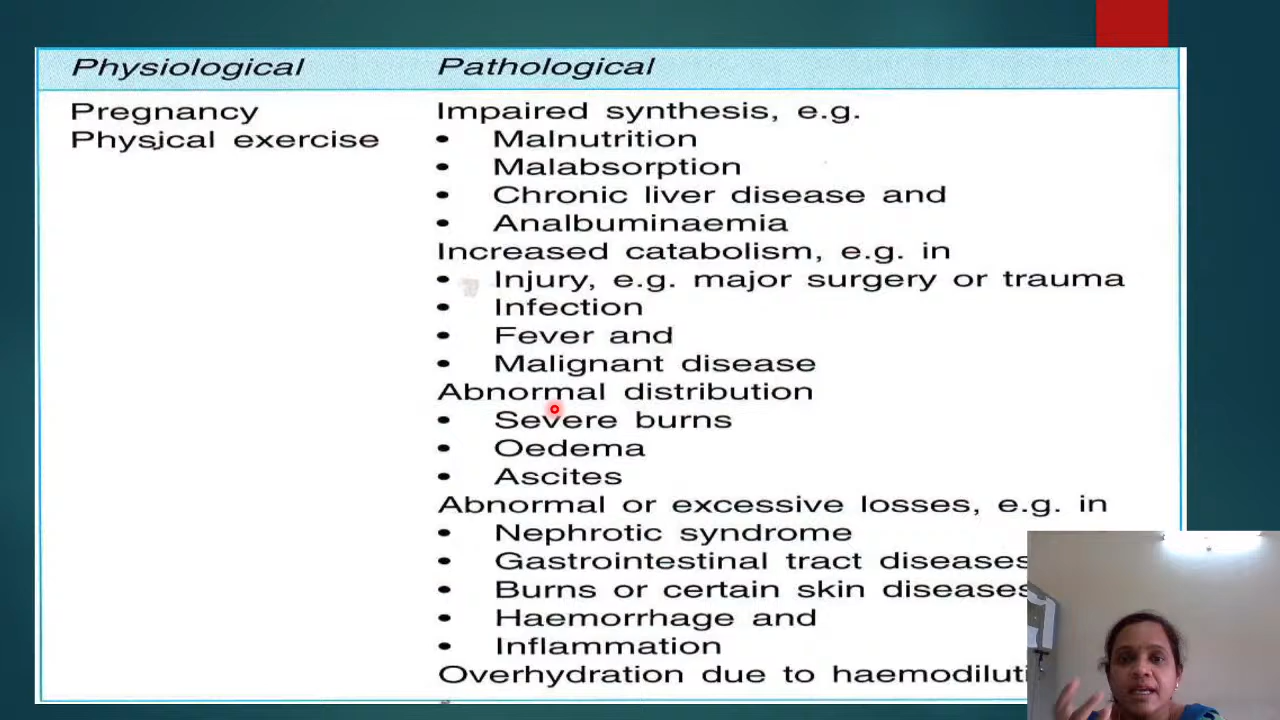 Physiological Pathological
Pregnancy Impaired synthesis, e.g.
Physical exercise • Malnutrition
• Malabsorption
• Chronic liver disease and
• Analbuminaemia
Increased catabolism, e.g. in
• Injury, e.g. major surgery or trauma
• Infection
• Fever and
• Malignant disease
Abnormal distribution
• Severe burns
• Oedema
• Ascites
Abnormal or excessive losses, e.g. in
• Nephrotic syndrome
• Gastrointestinal tract diseases
• Burns or certain skin diseases
• Haemorrhage and
• Inflammation
Overhydration due to